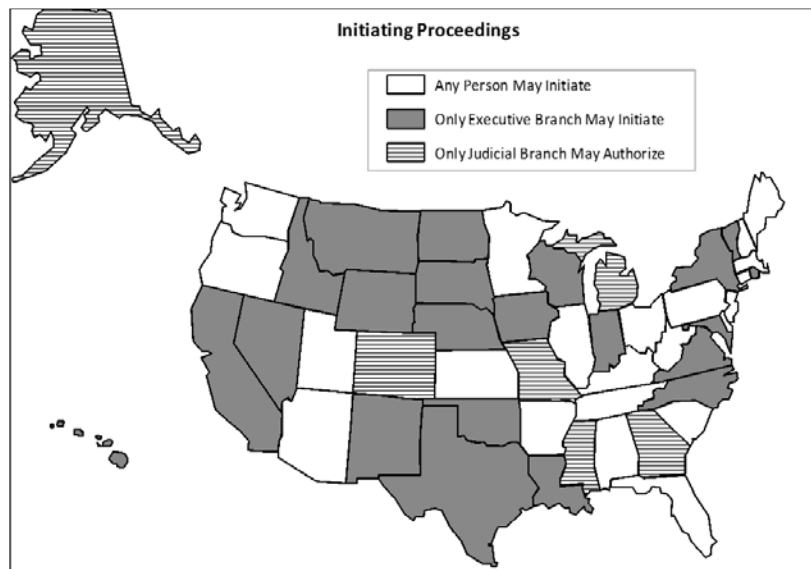 Initiating Proceedings
Any Person May Initiate
Only Executive Branch May Initiate
Only Judicial Branch May Authorize